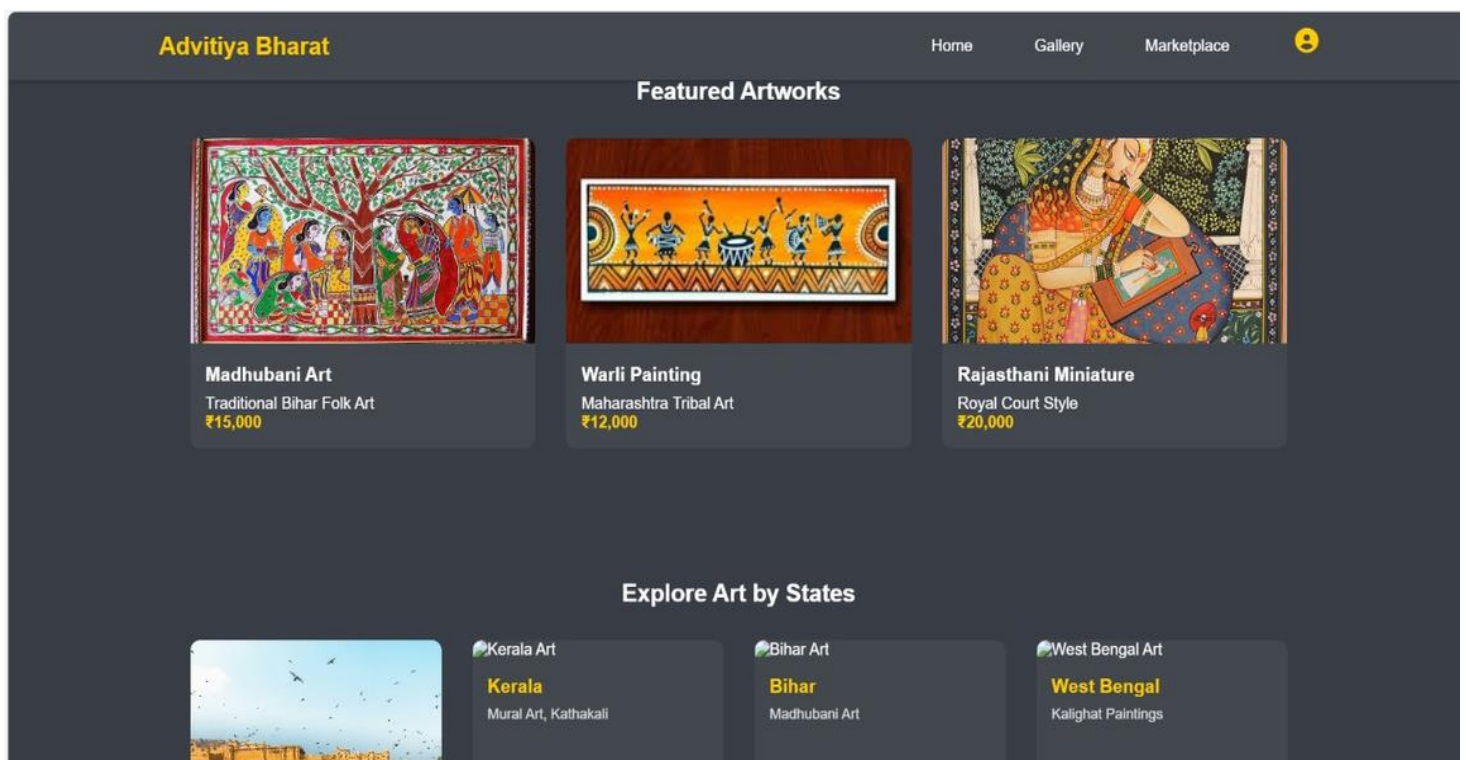 Advitiya Bharat
Home Gallery Marketplace
Featured Artworks
Madhubani Art
Traditional Bihar Folk Art
₹15,000
Warli Painting
Maharashtra Tribal Art
₹12,000
Rajasthani Miniature
Royal Court Style
₹20,000
Explore Art by States
Kerala Art
Kerala
Mural Art, Kathakali
Bihar Art
Bihar
Madhubani Art
West Bengal Art
West Bengal
Kalighat Paintings